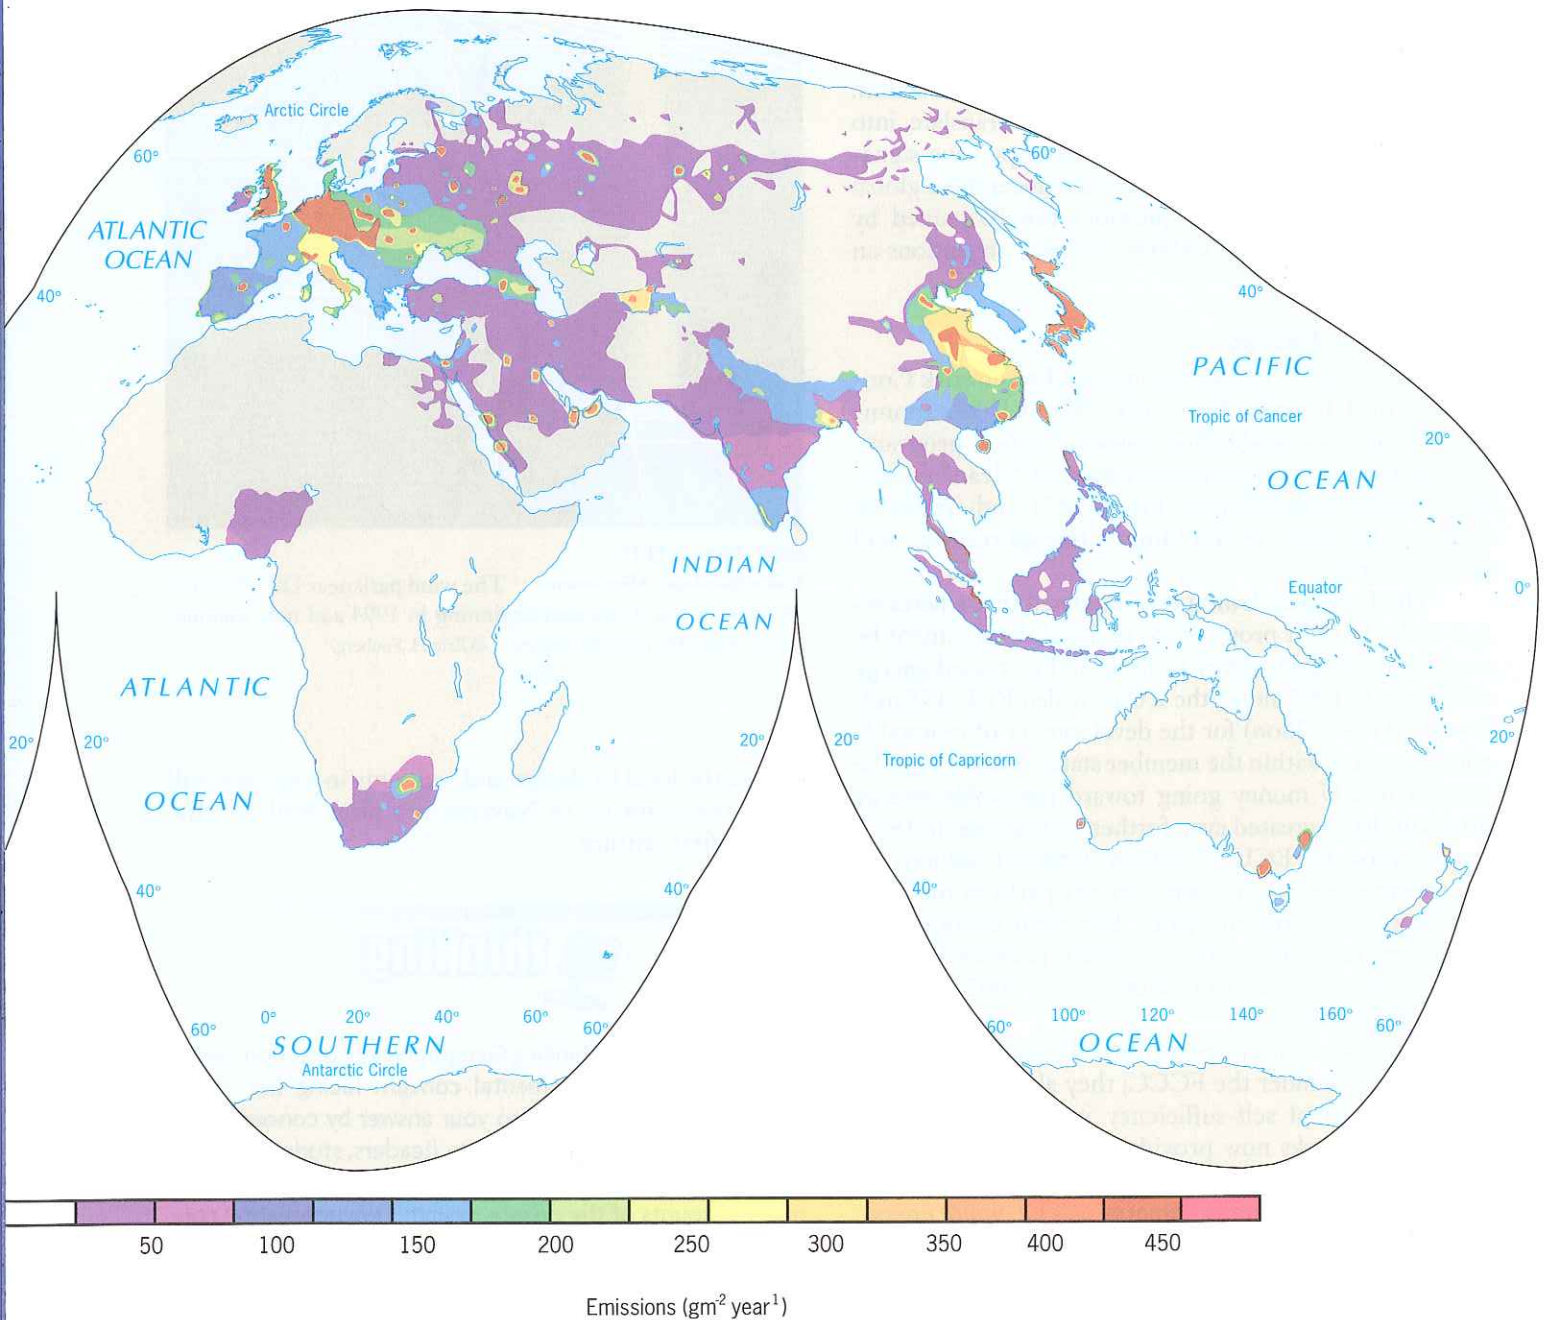 Arctic Circle
60°
60°
ATLANTIC
OCEAN
40°
40°
PACIFIC
Tropic of Cancer
20°
OCEAN
INDIAN
OCEAN
Equator
0°
ATLANTIC
20°
20°
20°
20°
Tropic of Capricorn
20°
OCEAN
40°
40°
40°
60°
0°
20°
40°
60°
60°
60°
100°
120°
140°
160°
60°
SOUTHERN
OCEAN
Antarctic Circle
50 100 150 200 250 300 350 400 450
Emissions (gm-2 year1)